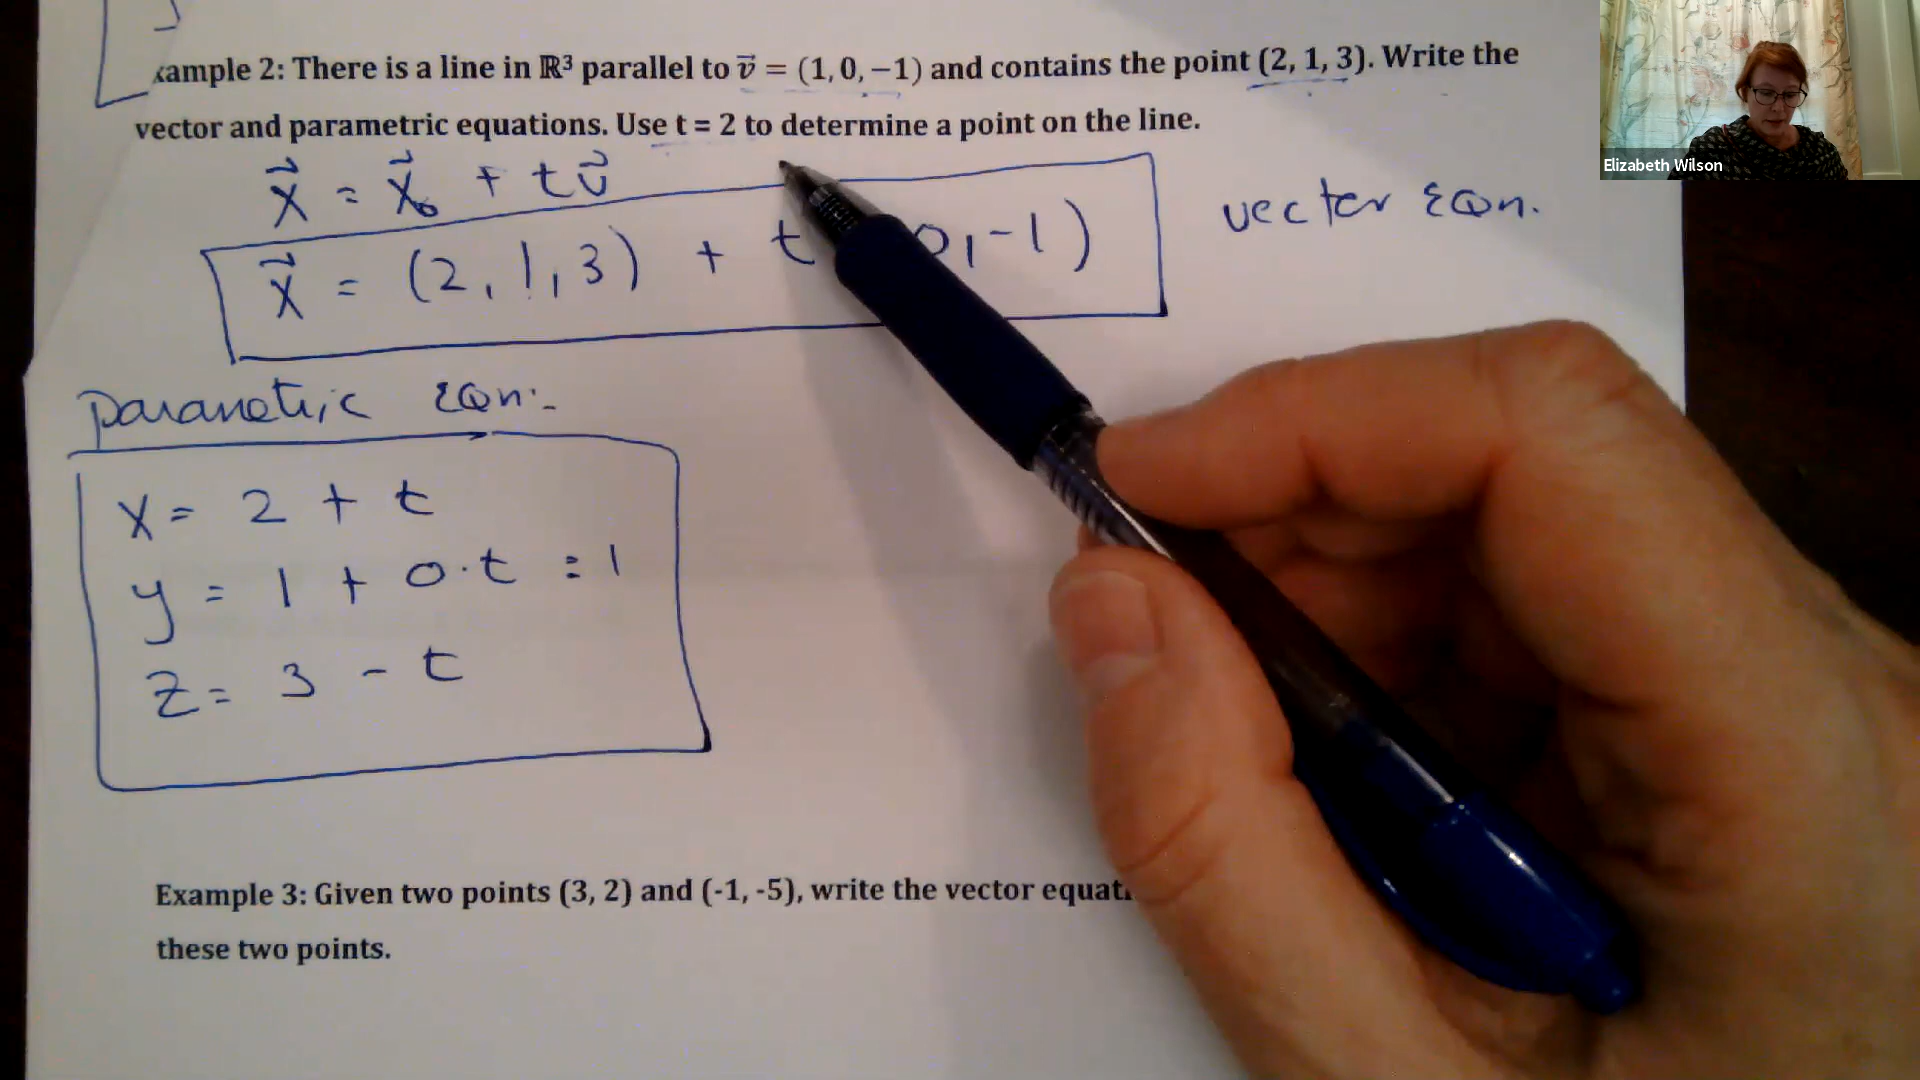 xample 2: There is a line in ℝ³ parallel to v⃗ = (1, 0, −1) and contains the point (2, 1, 3). Write the
vector and parametric equations. Use t = 2 to determine a point on the line.
Elizabeth Wilson
x⃗ = x⃗₀ + t v⃗
x⃗ = (2, 1, 3) + t 0, -1)
vector Eqn.
parametric Eqn:
x = 2 + t
y = 1 + 0·t = 1
z = 3 - t
Example 3: Given two points (3, 2) and (-1, -5), write the vector equati
these two points.